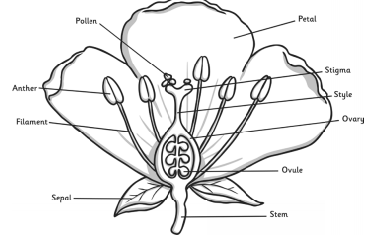 Pollen
Petal
Stigma
Anther
Style
Filament
Ovary
Ovule
Sepal
Stem